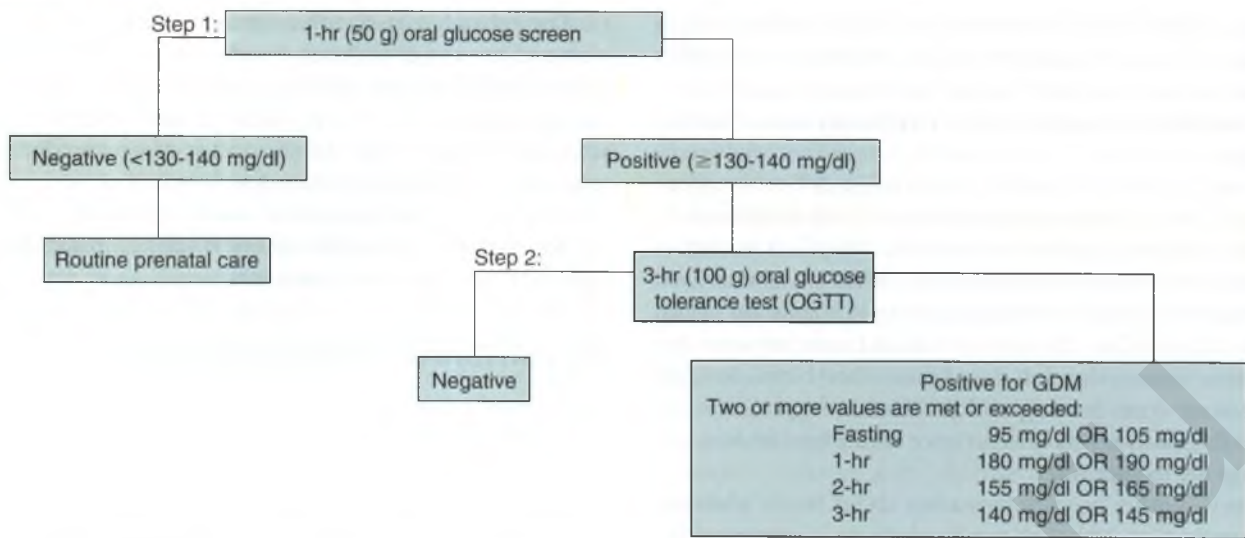 Step 1:
1-hr (50 g) oral glucose screen
Negative (<130-140 mg/dl)
Positive (≥130-140 mg/dl)
Routine prenatal care
Step 2:
3-hr (100 g) oral glucose
tolerance test (OGTT)
Negative
Positive for GDM
Two or more values are met or exceeded:
Fasting 95 mg/dl OR 105 mg/dl
1-hr 180 mg/dl OR 190 mg/dl
2-hr 155 mg/dl OR 165 mg/dl
3-hr 140 mg/dl OR 145 mg/dl